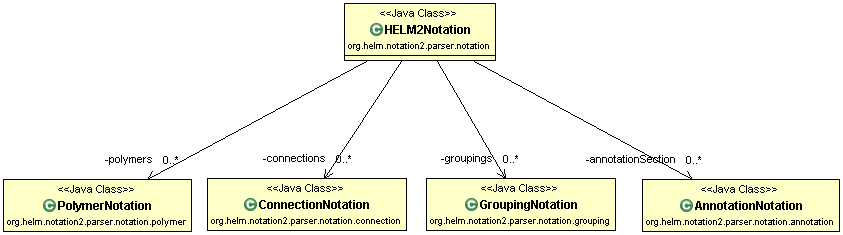 <<Java Class>>
HELM2Notation
org.helm.notation2.parser.notation
-polymers 0..*
-connections 0..*
-groupings 0..*
-annotationSection 0..*
<<Java Class>>
PolymerNotation
org.helm.notation2.parser.notation.polymer
<<Java Class>>
ConnectionNotation
org.helm.notation2.parser.notation.connection
<<Java Class>>
GroupingNotation
org.helm.notation2.parser.notation.grouping
<<Java Class>>
AnnotationNotation
org.helm.notation2.parser.notation.annotation